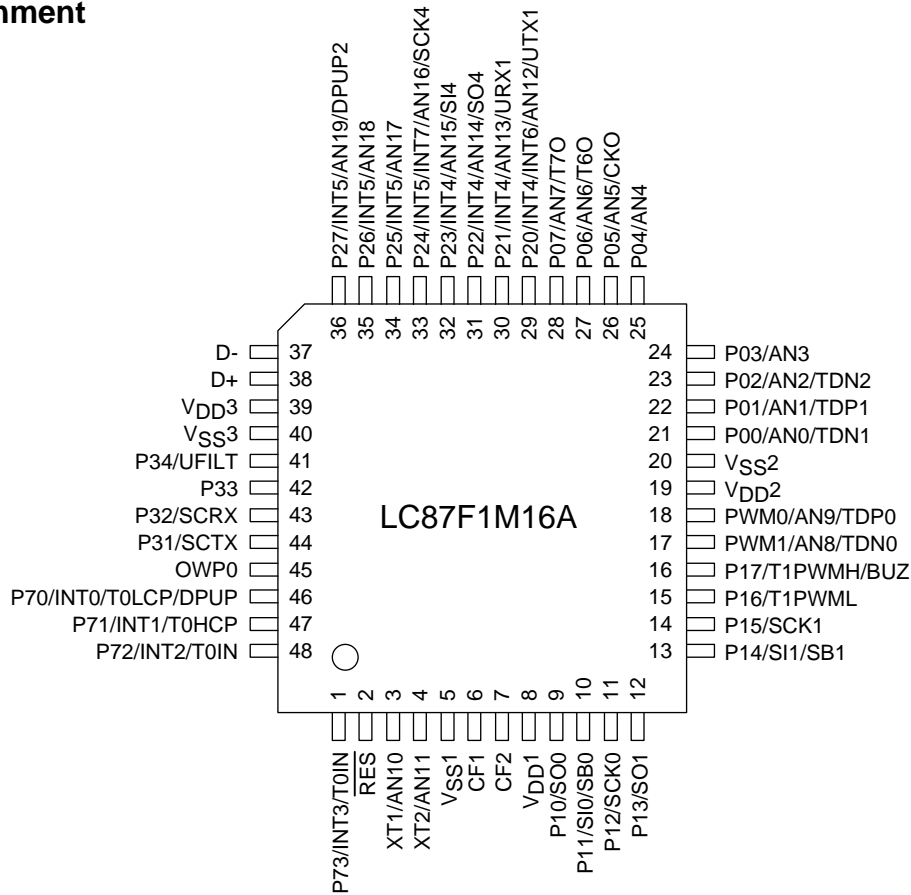 nment
P27/INT5/AN19/DPUP2
P26/INT5/AN18
P25/INT5/AN17
P24/INT5/INT7/AN16/SCK4
P23/INT4/AN15/SI4
P22/INT4/AN14/SO4
P21/INT4/AN13/URX1
P20/INT4/INT6/AN12/UTX1
P07/AN7/T7O
P06/AN6/T6O
P05/AN5/CKO
P04/AN4
36
35
34
33
32
31
30
29
28
27
26
25
D- 37
D+ 38
VDD3 39
VSS3 40
P34/UFILT 41
P33 42
P32/SCRX 43
P31/SCTX 44
OWP0 45
P70/INT0/T0LCP/DPUP 46
P71/INT1/T0HCP 47
P72/INT2/T0IN 48
LC87F1M16A
24 P03/AN3
23 P02/AN2/TDN2
22 P01/AN1/TDP1
21 P00/AN0/TDN1
20 VSS2
19 VDD2
18 PWM0/AN9/TDP0
17 PWM1/AN8/TDN0
16 P17/T1PWMH/BUZ
15 P16/T1PWML
14 P15/SCK1
13 P14/SI1/SB1
1
2
3
4
5
6
7
8
9
10
11
12
P73/INT3/T0IN
RES
XT1/AN10
XT2/AN11
VSS1
CF1
CF2
VDD1
P10/SO0
P11/SI0/SB0
P12/SCK0
P13/SO1